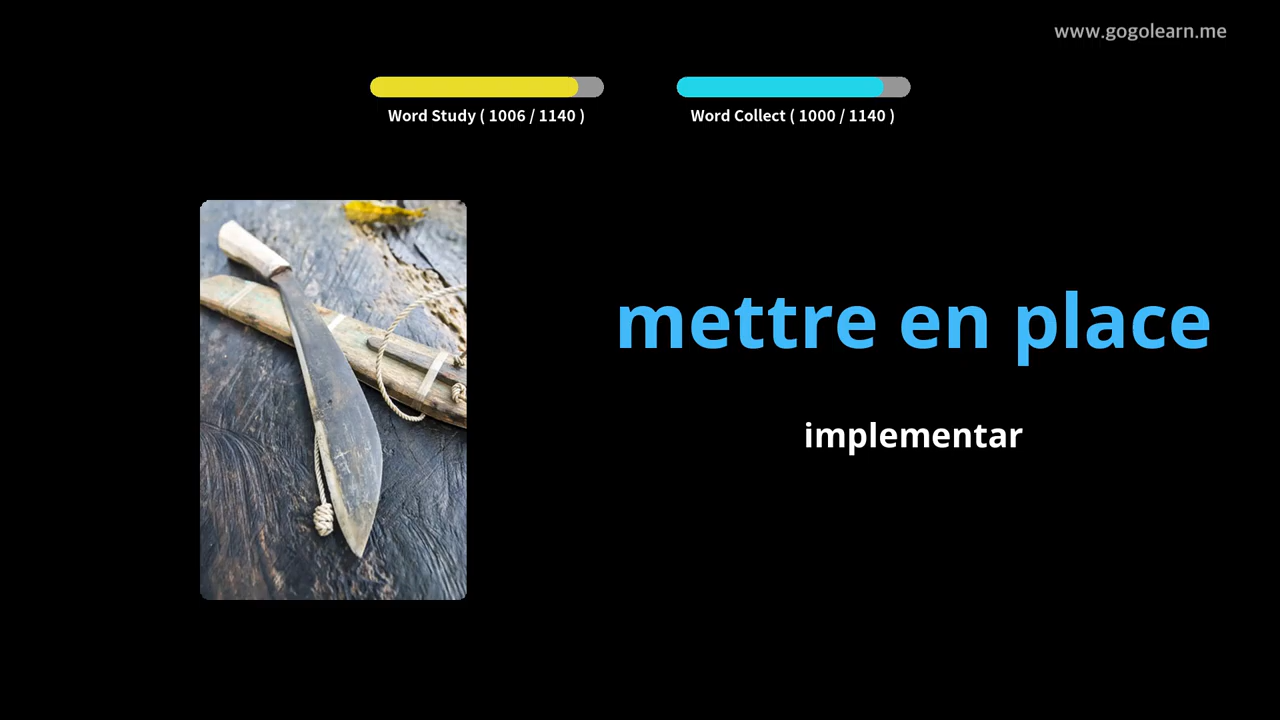 www.gogolearn.me
Word Study ( 1006 / 1140 )
Word Collect ( 1000 / 1140 )
mettre en place
implementar